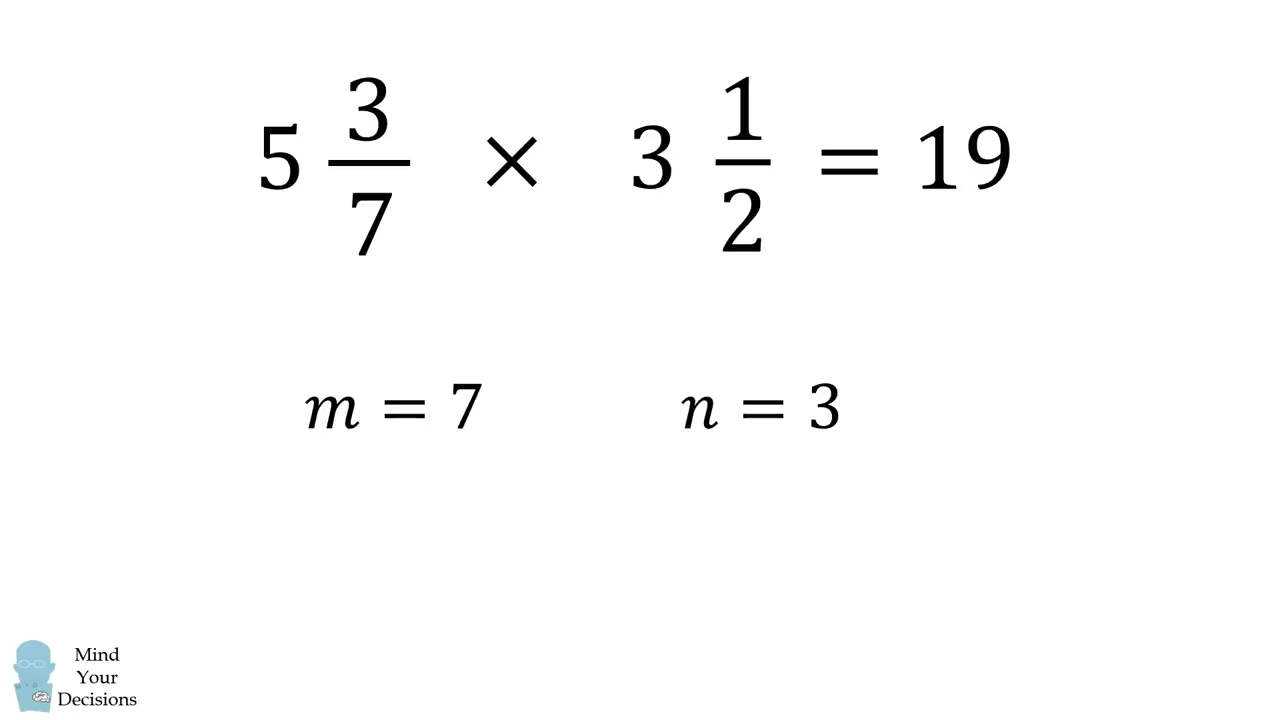 5 3/7 × 3 1/2 = 19
m = 7 n = 3
Mind
Your
Decisions